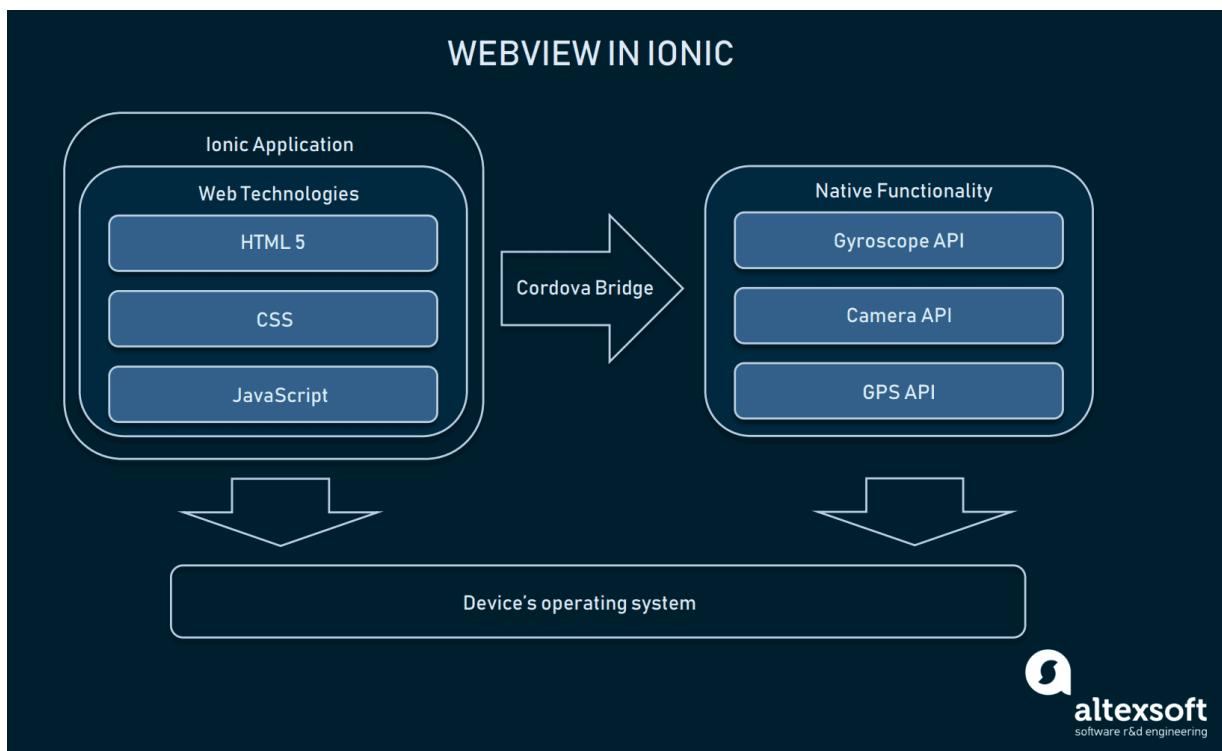 WEBVIEW IN IONIC
Ionic Application
Web Technologies
HTML 5
CSS
JavaScript
Cordova Bridge
Native Functionality
Gyroscope API
Camera API
GPS API
Device's operating system
altexsoft
software r&d engineering